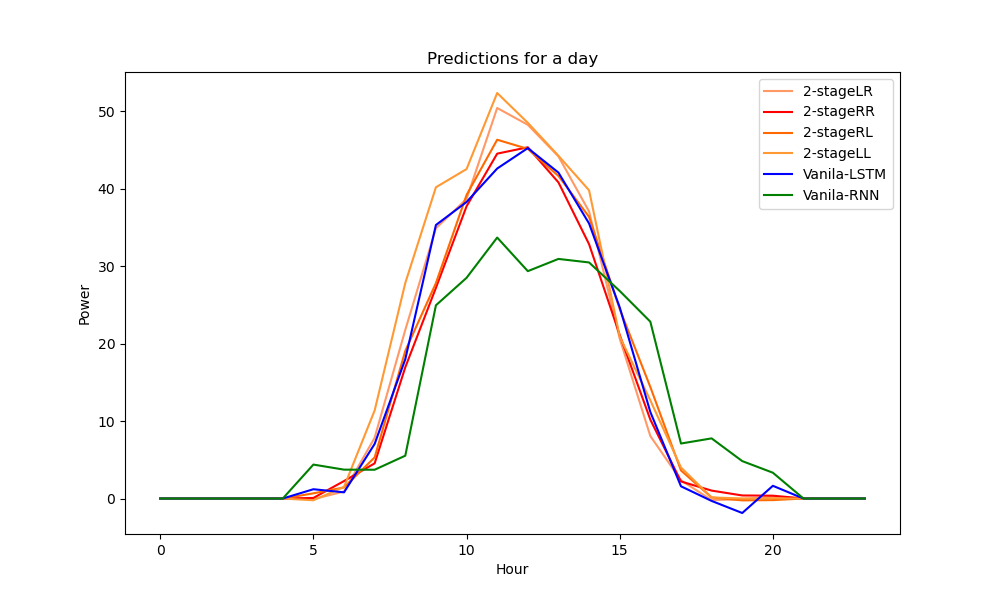 Predictions for a day
2-stageLR
2-stageRR
2-stageRL
2-stageLL
Vanila-LSTM
Vanila-RNN
Power
50
40
30
20
10
0
0 5 10 15 20
Hour